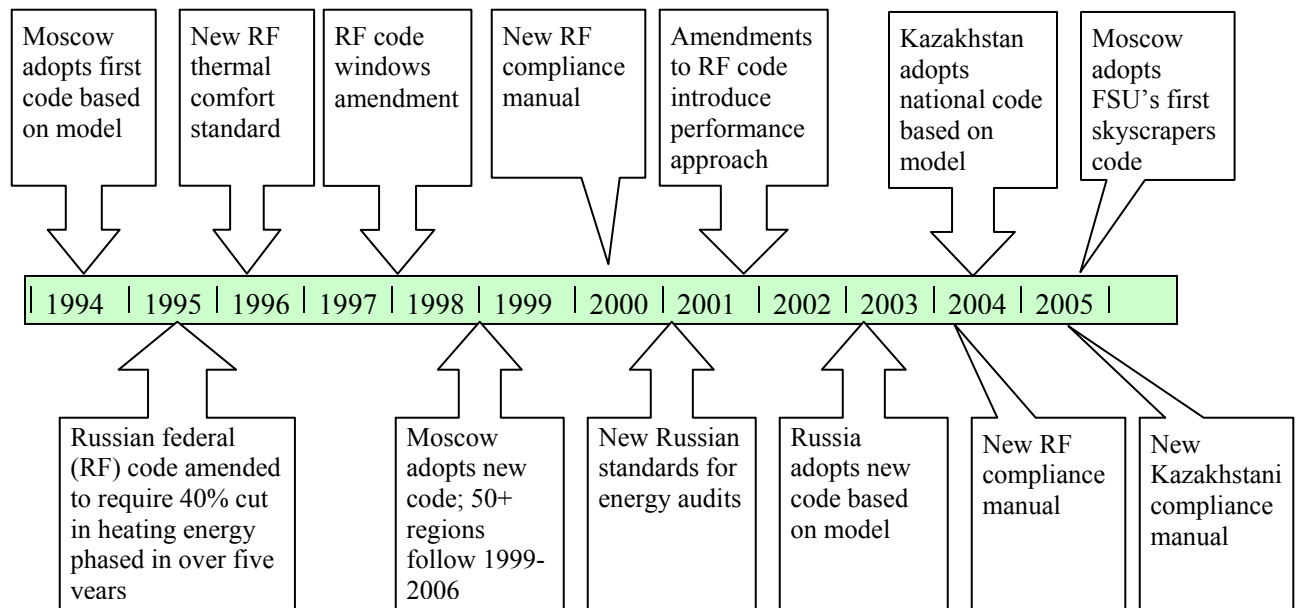 Moscow
adopts first
code based
on model
New RF
thermal
comfort
standard
RF code
windows
amendment
New RF
compliance
manual
Amendments
to RF code
introduce
performance
approach
Kazakhstan
adopts
national code
based on
model
Moscow
adopts
FSU’s first
skyscrapers
code
1994 1995 1996 1997 1998 1999 2000 2001 2002 2003 2004 2005
Russian federal
(RF) code amended
to require 40% cut
in heating energy
phased in over five
years
Moscow
adopts new
code; 50+
regions
follow 1999-
2006
New Russian
standards for
energy audits
Russia
adopts new
code based
on model
New RF
compliance
manual
New
Kazakhstani
compliance
manual